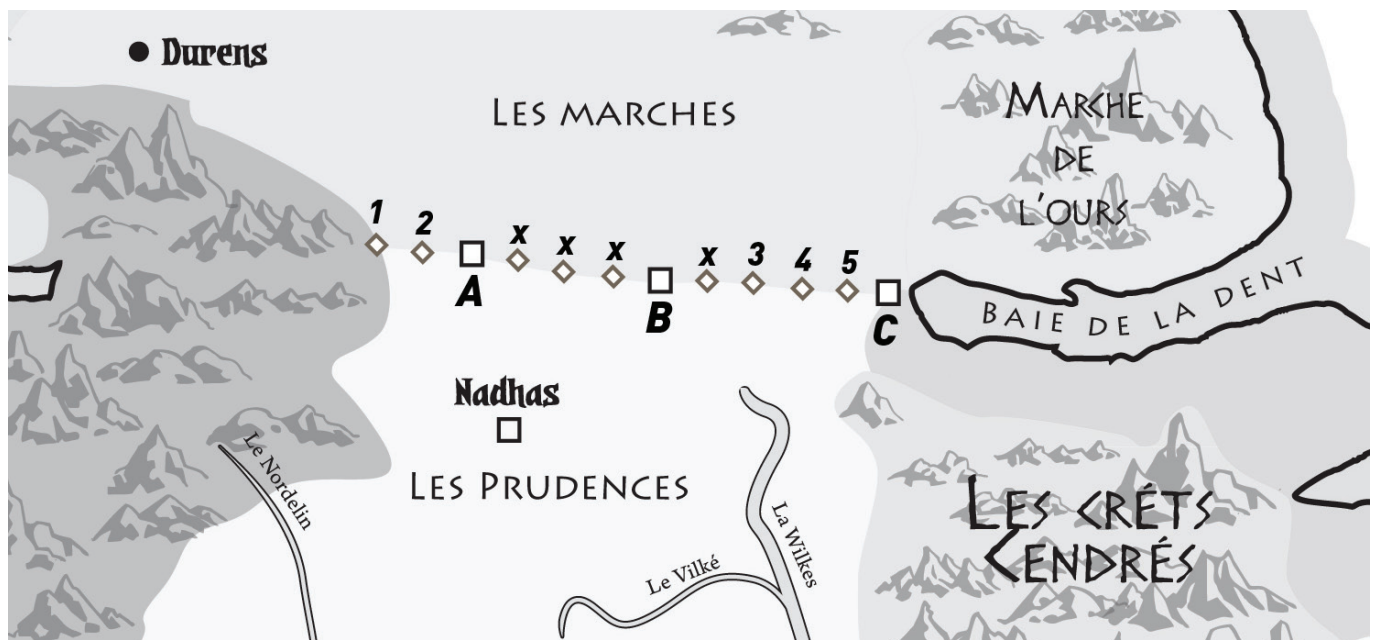 Durens
LES MARCHES
MARCHE
DE
L'OURS
1
2
x
x
x
x
3
4
5
A
B
C
BAIE DE LA DENT
Nadhas
Le Nordelin
LES PRUDENCES
La Wilkes
Le Vilké
LES CRÉTS
CENDRÉS